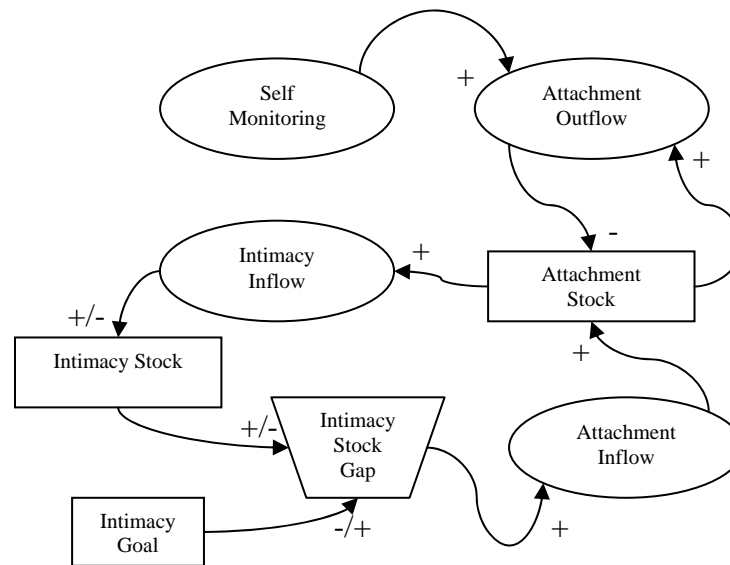 Self
Monitoring
+
Attachment
Outflow
+
-
Intimacy
Inflow
+
Attachment
Stock
+/-
Intimacy Stock
+
+/-
Intimacy
Stock
Gap
Attachment
Inflow
Intimacy
Goal
-/+
+